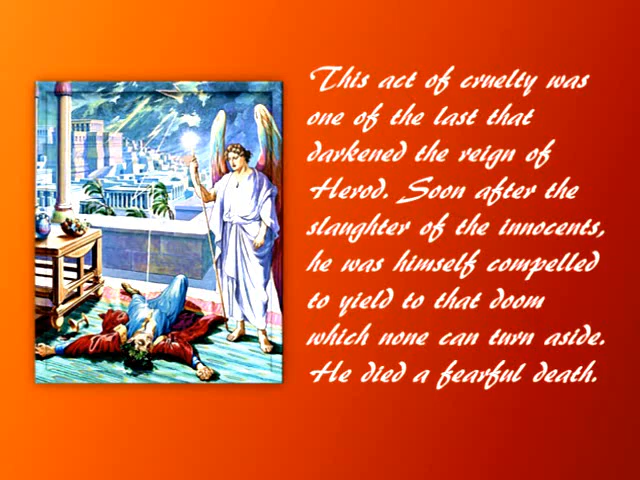 This act of cruelty was
one of the last that
darkened the reign of
Herod. Soon after the
slaughter of the innocents,
he was himself compelled
to yield to that doom
which none can turn aside.
He died a fearful death.